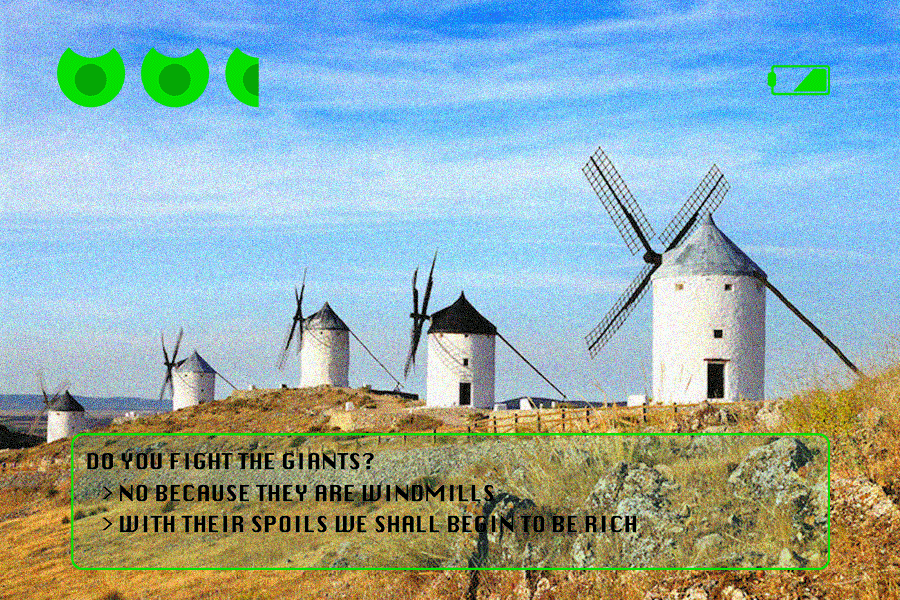 DO YOU FIGHT THE GIANTS?
> NO BECAUSE THEY ARE WINDMILLS
> WITH THEIR SPOILS WE SHALL BEGIN TO BE RICH